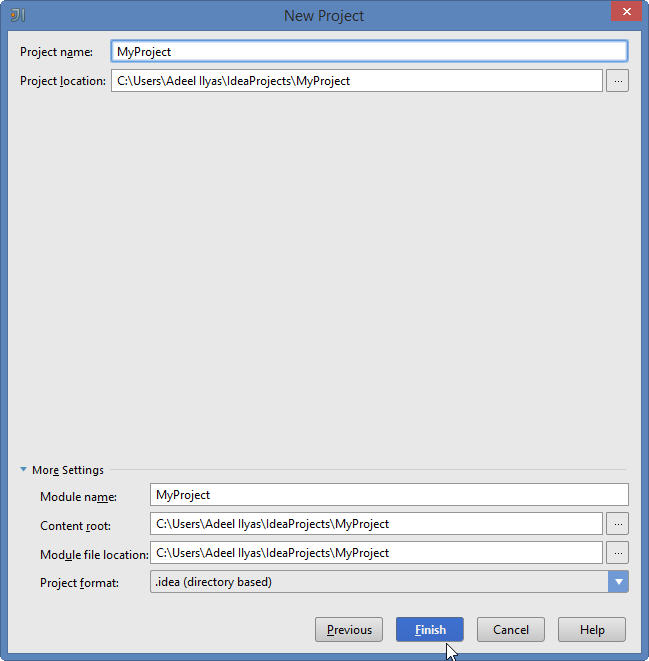 New Project
Project name: MyProject
Project location: C:\Users\Adeel Ilyas\IdeaProjects\MyProject ...
More Settings
Module name: MyProject
Content root: C:\Users\Adeel Ilyas\IdeaProjects\MyProject ...
Module file location: C:\Users\Adeel Ilyas\IdeaProjects\MyProject ...
Project format: .idea (directory based)
Previous Finish Cancel Help